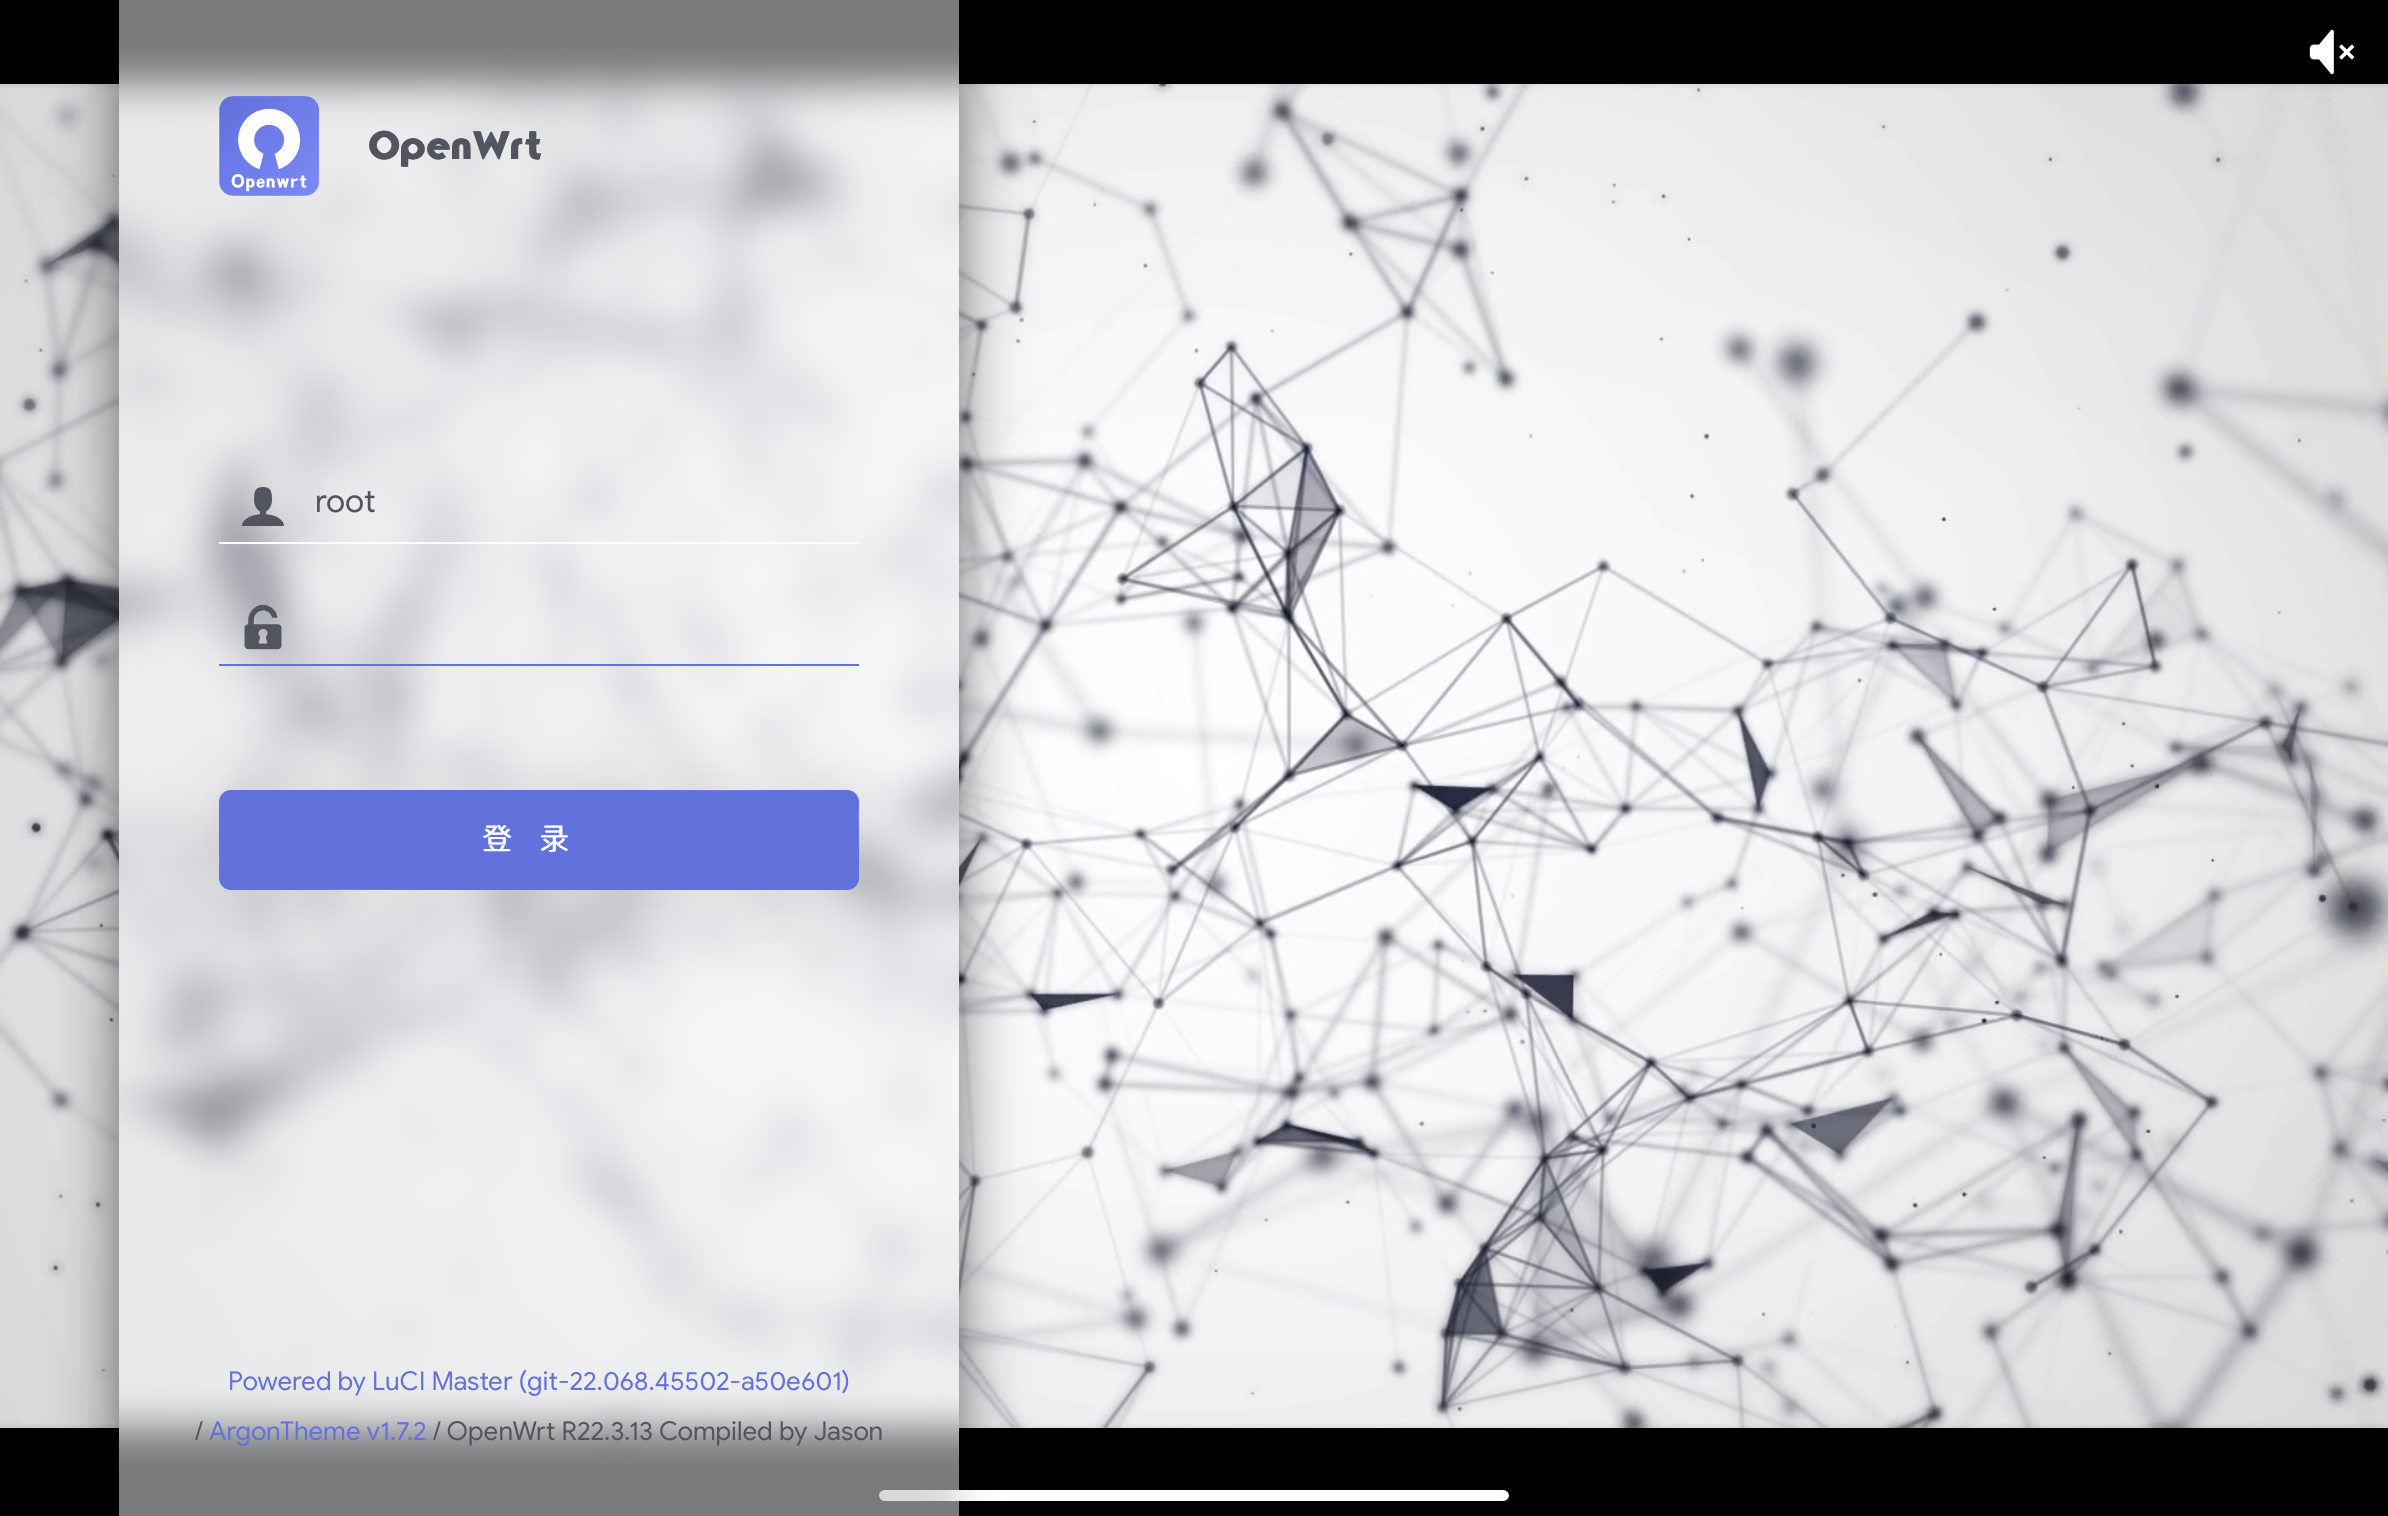 Openwrt
OpenWrt
root
登 录
Powered by LuCI Master (git-22.068.45502-a50e601)
/ ArgonTheme v1.7.2 / OpenWrt R22.3.13 Compiled by Jason